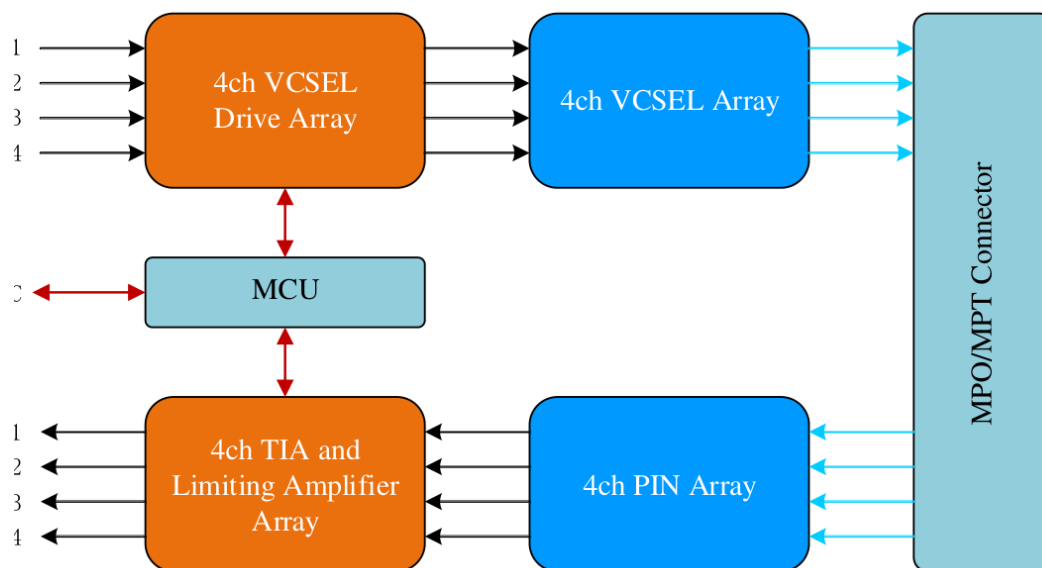 1
2
3
4
4ch VCSEL
Drive Array
4ch VCSEL Array
MCU
MPO/MPT Connector
1
2
3
4
4ch TIA and
Limiting Amplifier
Array
4ch PIN Array